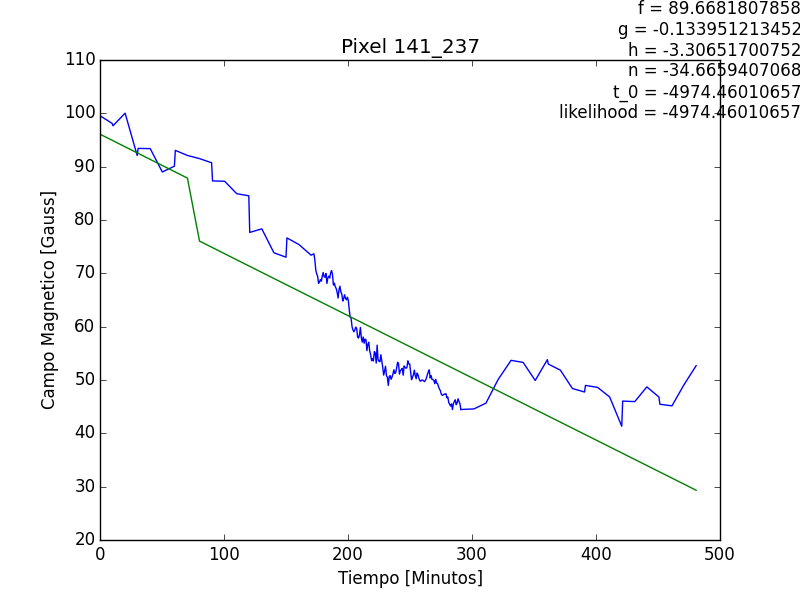 f = 89.6681807858
g = -0.133951213452
h = -3.30651700752
n = -34.6659407068
t_0 = -4974.46010657
likelihood = -4974.46010657
Pixel 141_237
110
100
90
80
70
60
50
40
30
20
Campo Magnetico [Gauss]
0 100 200 300 400 500
Tiempo [Minutos]